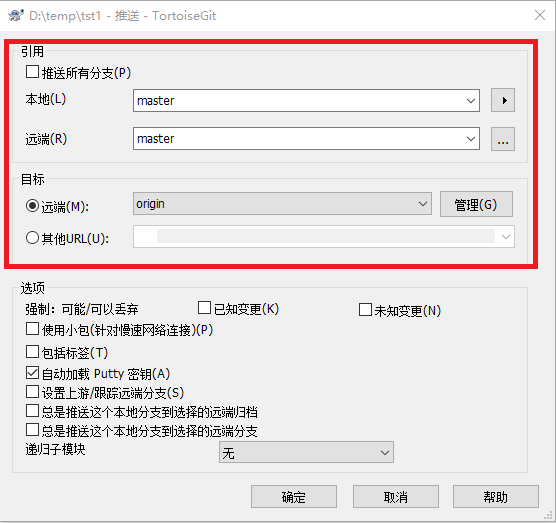 D:\temp\tst1 - 推送 - TortoiseGit
引用
推送所有分支(P)
本地(L)
master
远端(R)
master
...
目标
远端(M):
origin
管理(G)
其他URL(U):
选项
强制：可能/可以丢弃
已知变更(K)
未知变更(N)
使用小包(针对慢速网络连接)(P)
包括标签(T)
自动加载 Putty 密钥(A)
设置上游/跟踪远端分支(S)
总是推送这个本地分支到选择的远端归档
总是推送这个本地分支到选择的远端分支
递归子模块
无
确定
取消
帮助